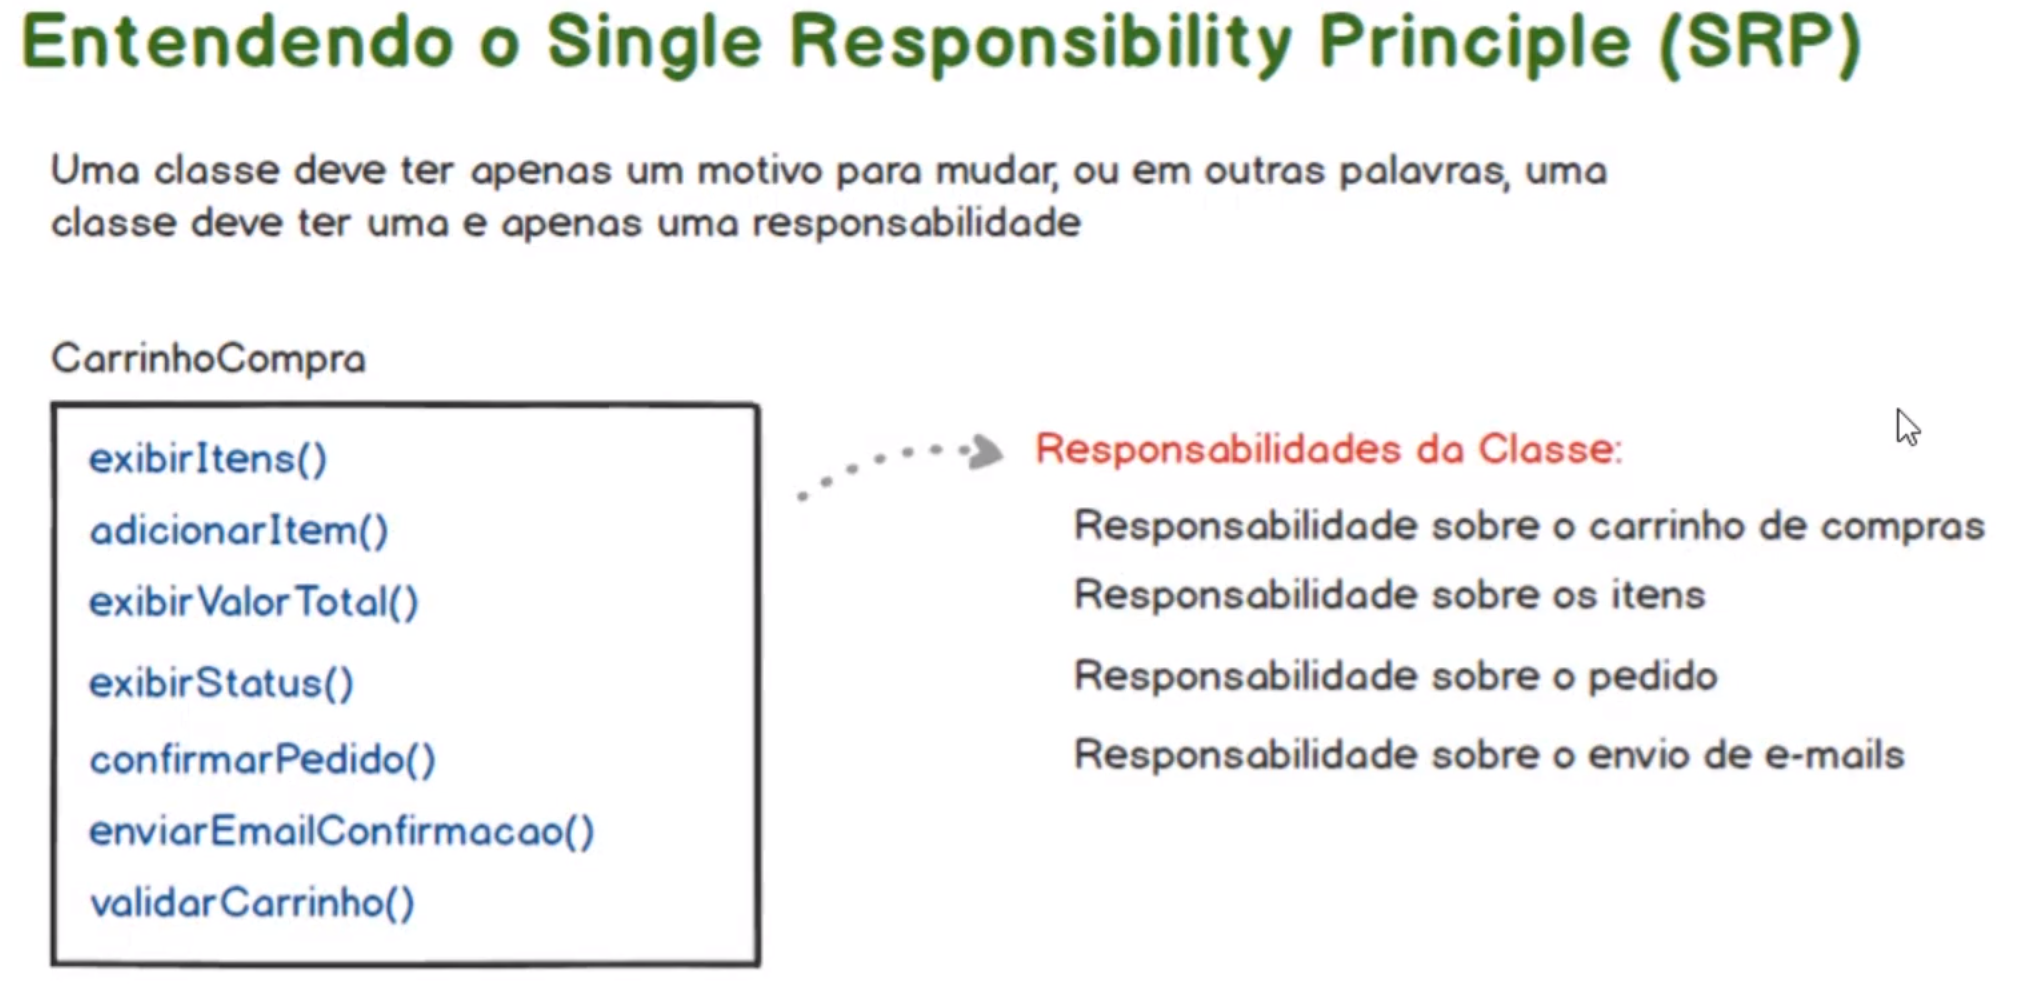 Entendendo o Single Responsibility Principle (SRP)
Uma classe deve ter apenas um motivo para mudar, ou em outras palavras, uma
classe deve ter uma e apenas uma responsabilidade
CarrinhoCompra
exibirItens()
adicionarItem()
exibirValorTotal()
exibirStatus()
confirmarPedido()
enviarEmailConfirmacao()
validarCarrinho()
Responsabilidades da Classe:
Responsabilidade sobre o carrinho de compras
Responsabilidade sobre os itens
Responsabilidade sobre o pedido
Responsabilidade sobre o envio de e-mails